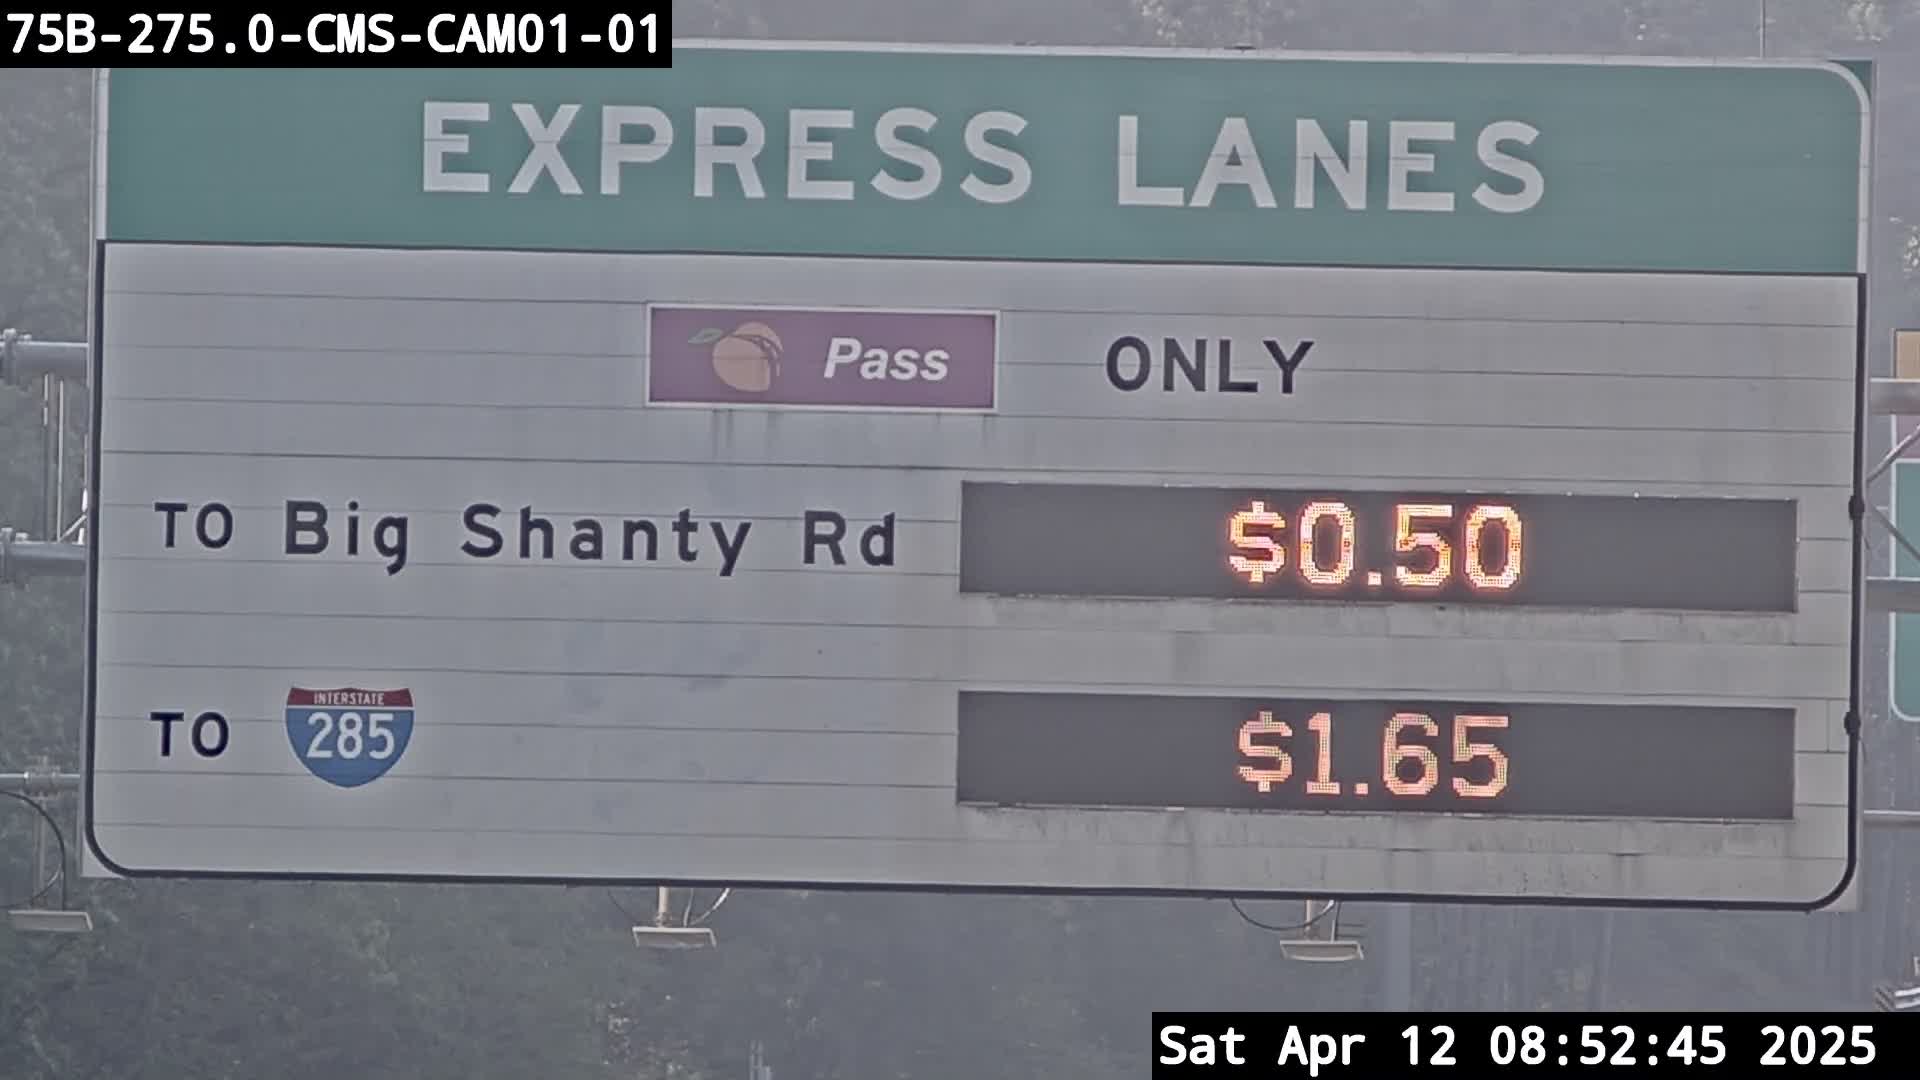 75B-275.0-CMS-CAM01-01
EXPRESS LANES
Pass ONLY
TO Big Shanty Rd $0.50
INTERSTATE
TO 285 $1.65
Sat Apr 12 08:52:45 2025